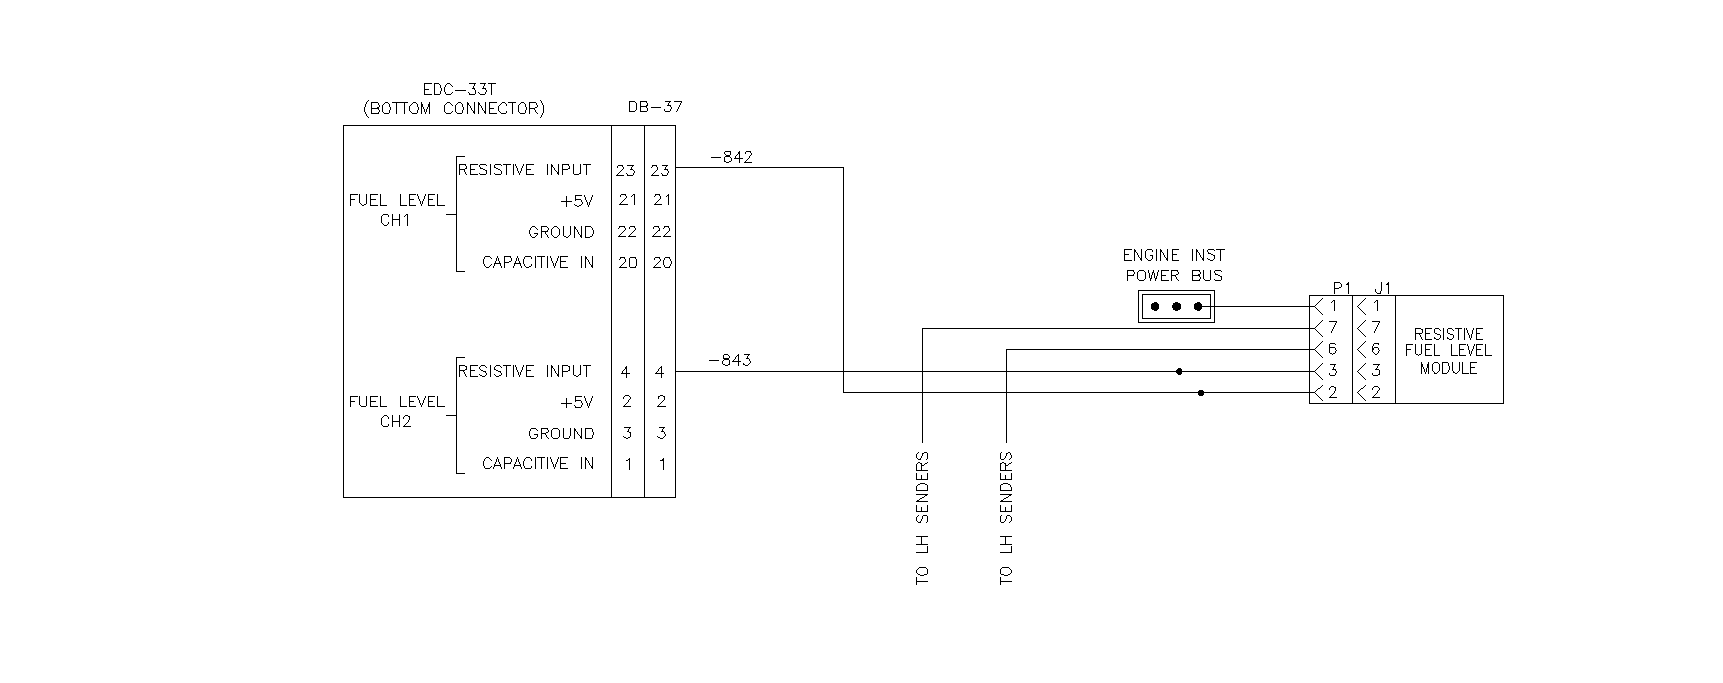 EDC-33T
(BOTTOM CONNECTOR)
DB-37
-842
RESISTIVE INPUT 23 23
FUEL LEVEL
CH1
+5V 21 21
GROUND 22 22
CAPACITIVE IN 20 20
-843
RESISTIVE INPUT 4 4
FUEL LEVEL
CH2
+5V 2 2
GROUND 3 3
CAPACITIVE IN 1 1
ENGINE INST
POWER BUS
P1 J1
1 1
7 7
6 6
3 3
2 2
RESISTIVE
FUEL LEVEL
MODULE
TO LH SENDERS
TO LH SENDERS